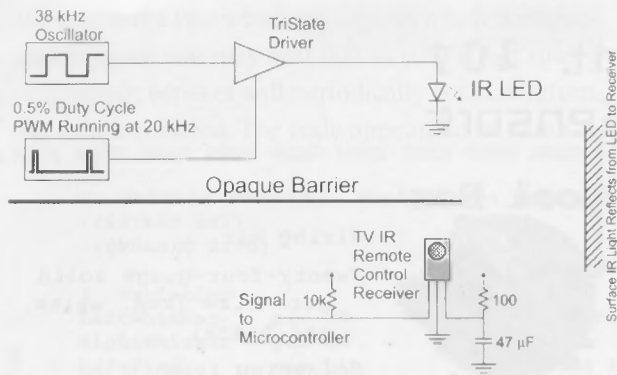 38 kHz
Oscillator
TriState
Driver
IR LED
0.5% Duty Cycle
PWM Running at 20 kHz
Opaque Barrier
TV IR
Remote
Control
Receiver
Signal
to
Microcontroller
10k
100
47 µF
Surface IR Light Reflects from LED to Receiver